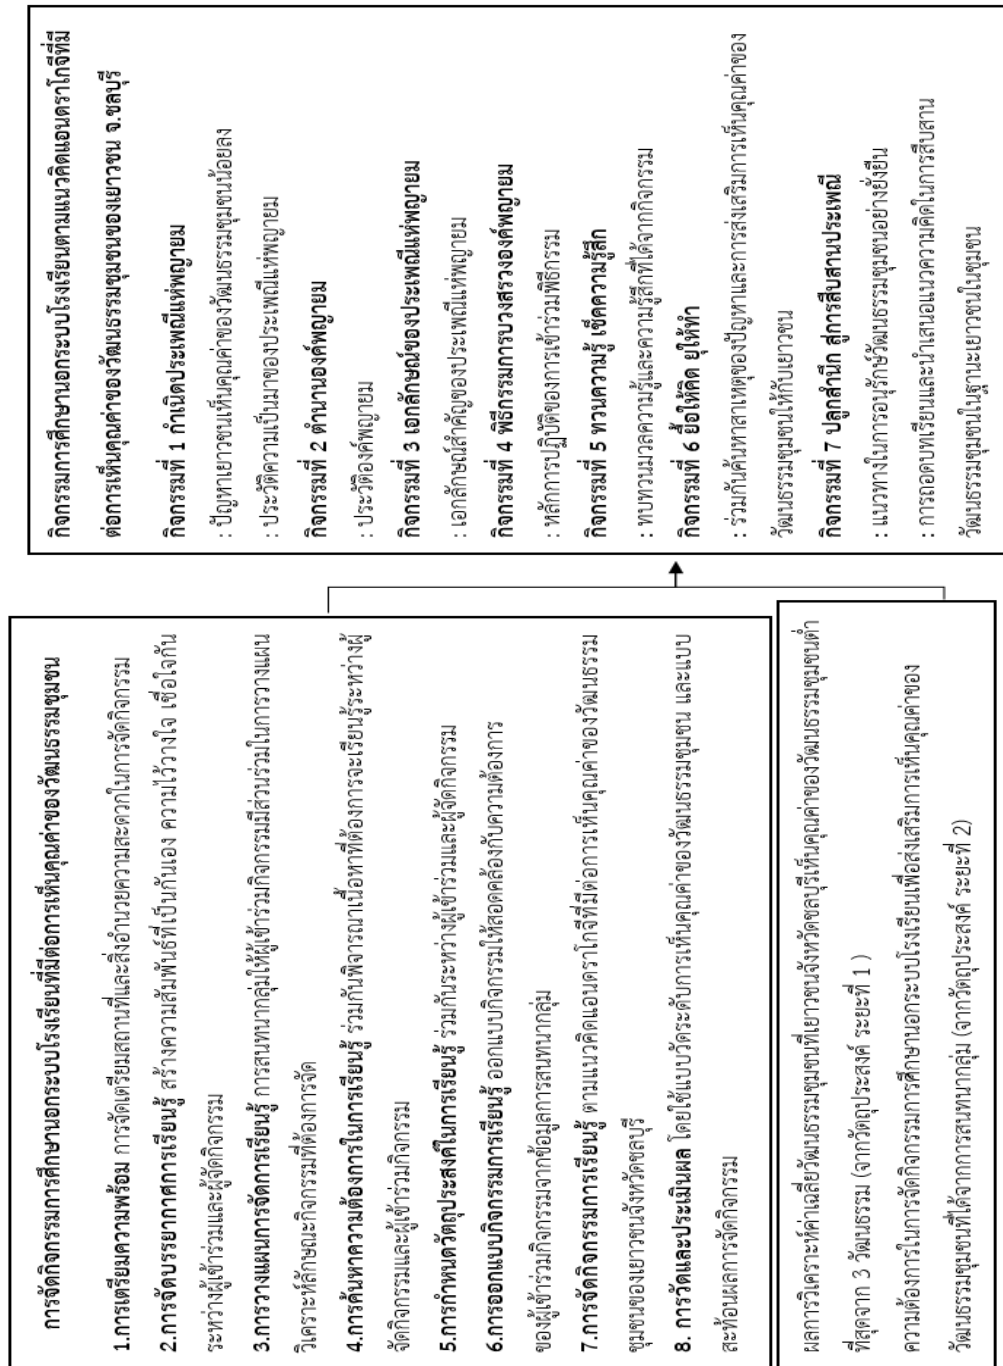 การจัดกิจกรรมการศึกษานอกระบบโรงเรียนที่มีต่อการเห็นคุณค่าของวัฒนธรรมชุมชน
1.การเตรียมความพร้อม การจัดเตรียมสถานที่และสิ่งอำนวยความสะดวกในการจัดกิจกรรม
2.การจัดบรรยากาศการเรียนรู้ สร้างความสัมพันธ์ที่เป็นกันเอง ความไว้วางใจ เชื่อใจกัน
ระหว่างผู้เข้าร่วมและผู้จัดกิจกรรม
3.การวางแผนการจัดการเรียนรู้ การสนทนากลุ่มให้ผู้เข้าร่วมกิจกรรมมีส่วนร่วมในการวางแผน
วิเคราะห์ลักษณะกิจกรรมที่ต้องการจัด
4.การค้นหาความต้องการในการเรียนรู้ ร่วมกันพิจารณาเนื้อหาที่ต้องการจะเรียนรู้ระหว่างผู้
จัดกิจกรรมและผู้เข้าร่วมกิจกรรม
5.การกำหนดวัตถุประสงค์ในการเรียนรู้ ร่วมกันระหว่างผู้เข้าร่วมและผู้จัดกิจกรรม
6.การออกแบบกิจกรรมการเรียนรู้ ออกแบบกิจกรรมให้สอดคล้องกับความต้องการ
ของผู้เข้าร่วมกิจกรรมจากข้อมูลการสนทนากลุ่ม
7.การจัดกิจกรรมการเรียนรู้ ตามแนวคิดแอนดราโกจีที่มีต่อการเห็นคุณค่าของวัฒนธรรม
ชุมชนของเยาวชนจังหวัดชลบุรี
8. การวัดและประเมินผล โดยใช้แบบวัดระดับการเห็นคุณค่าของวัฒนธรรมชุมชน และแบบ
สะท้อนผลการจัดกิจกรรม
ผลการวิเคราะห์ค่าเฉลี่ยวัฒนธรรมชุมชนที่เยาวชนจังหวัดชลบุรีเห็นคุณค่าของวัฒนธรรมชุมชนต่ำ
ที่สุดจาก 3 วัฒนธรรม (จากวัตถุประสงค์ ระยะที่ 1 )
ความต้องการในการจัดกิจกรรมการศึกษานอกระบบโรงเรียนเพื่อส่งเสริมการเห็นคุณค่าของ
วัฒนธรรมชุมชนที่ได้จากการสนทนากลุ่ม (จากวัตถุประสงค์ ระยะที่ 2)
กิจกรรมการศึกษานอกระบบโรงเรียนตามแนวคิดแอนดราโกจีที่มี
ต่อการเห็นคุณค่าของวัฒนธรรมชุมชนของเยาวชน จ.ชลบุรี
กิจกรรมที่ 1 กำเนิดประเพณีแห่พญายม
: ปัญหาเยาวชนเห็นคุณค่าของวัฒนธรรมชุมชนน้อยลง
: ประวัติความเป็นมาของประเพณีแห่พญายม
กิจกรรมที่ 2 ตำนานองค์พญายม
: ประวัติองค์พญายม
กิจกรรมที่ 3 เอกลักษณ์ของประเพณีแห่พญายม
: เอกลักษณ์สำคัญของประเพณีแห่พญายม
กิจกรรมที่ 4 พิธีกรรมการบวงสรวงองค์พญายม
: หลักการปฏิบัติของการเข้าร่วมพิธีกรรม
กิจกรรมที่ 5 ทวนความรู้ เช็คความรู้สึก
: ทบทวนมวลความรู้และความรู้สึกที่ได้จากกิจกรรม
กิจกรรมที่ 6 ยื้อให้คิด ยุให้ทำ
: ร่วมกันค้นหาสาเหตุของปัญหาและการส่งเสริมการเห็นคุณค่าของ
วัฒนธรรมชุมชนให้กับเยาวชน
กิจกรรมที่ 7 ปลูกสำนึก สู่การสืบสานประเพณี
: แนวทางในการอนุรักษ์วัฒนธรรมชุมชนอย่างยั่งยืน
: การถอดบทเรียนและนำเสนอแนวความคิดในการสืบสาน
วัฒนธรรมชุมชนในฐานะเยาวชนในชุมชน